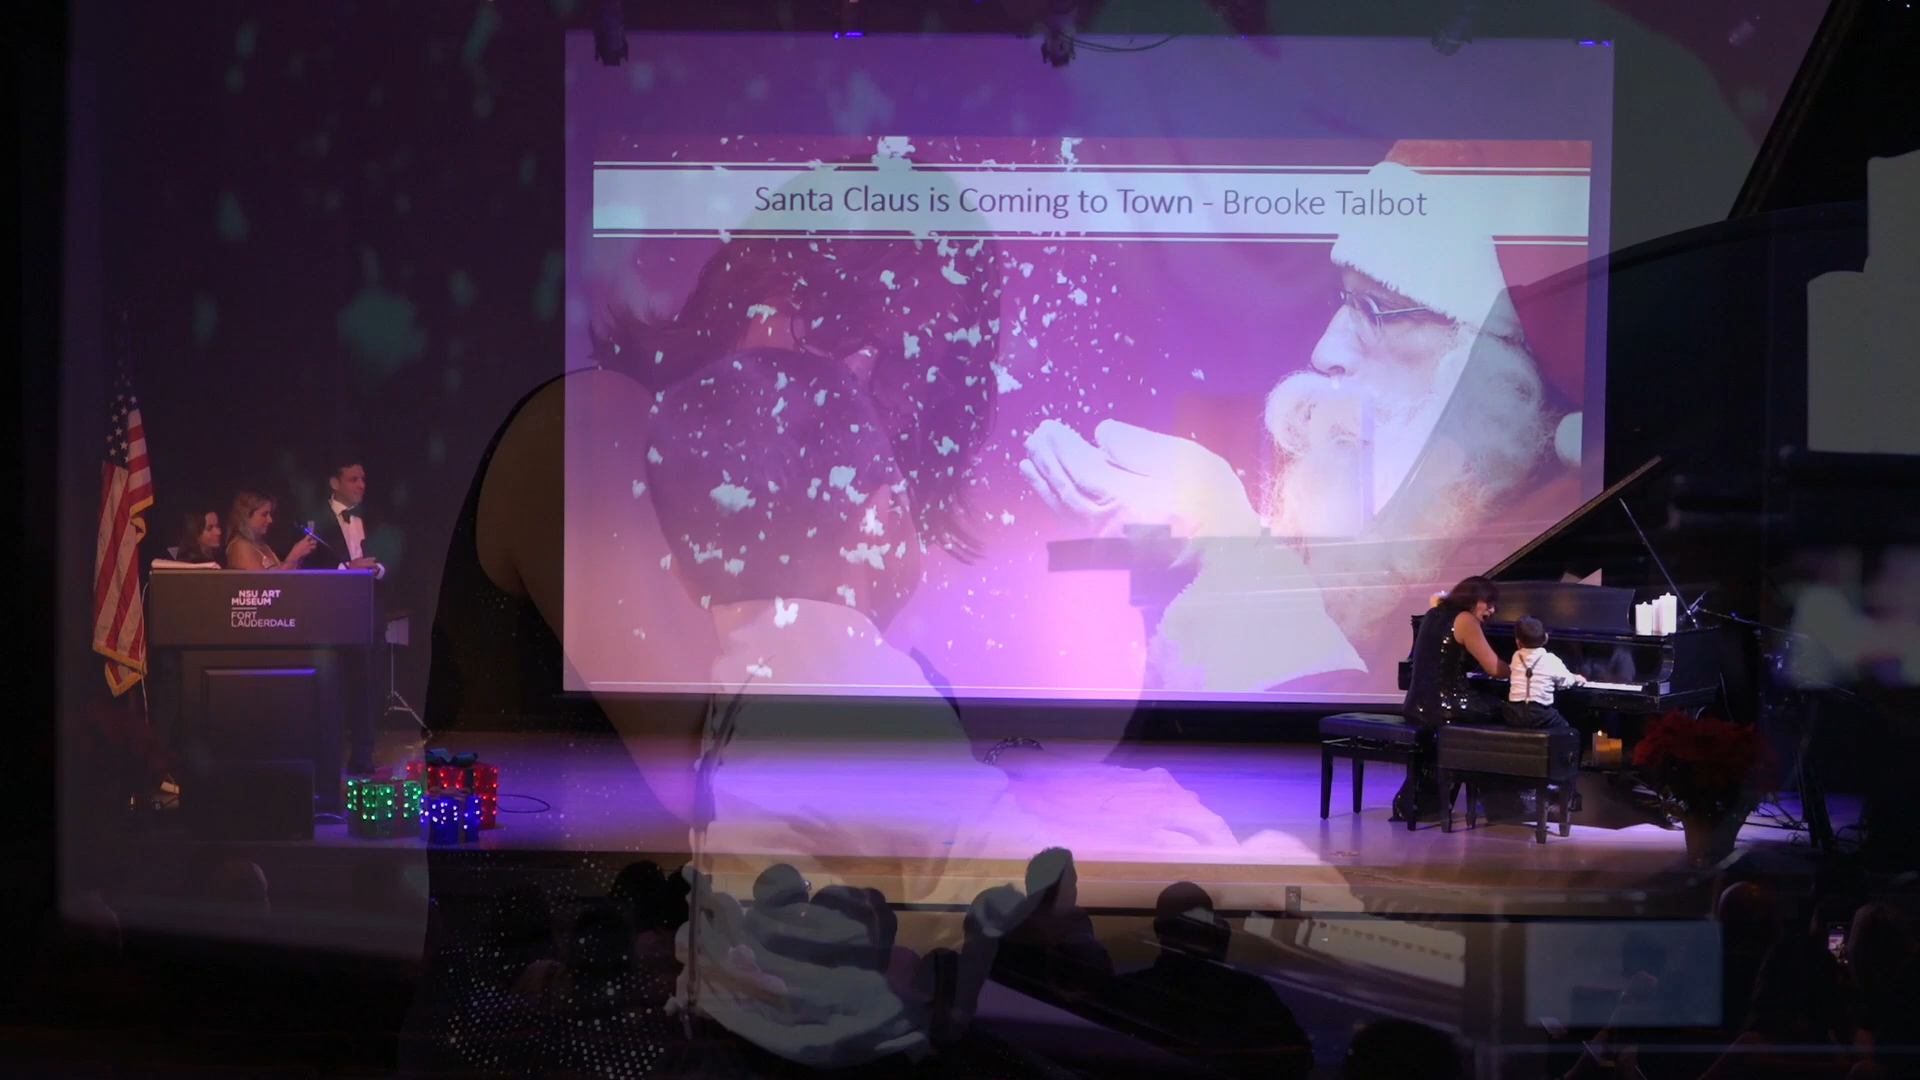 Santa Claus is Coming to Town - Brooke Talbot
NSU ART
MUSEUM
FORT
LAUDERDALE